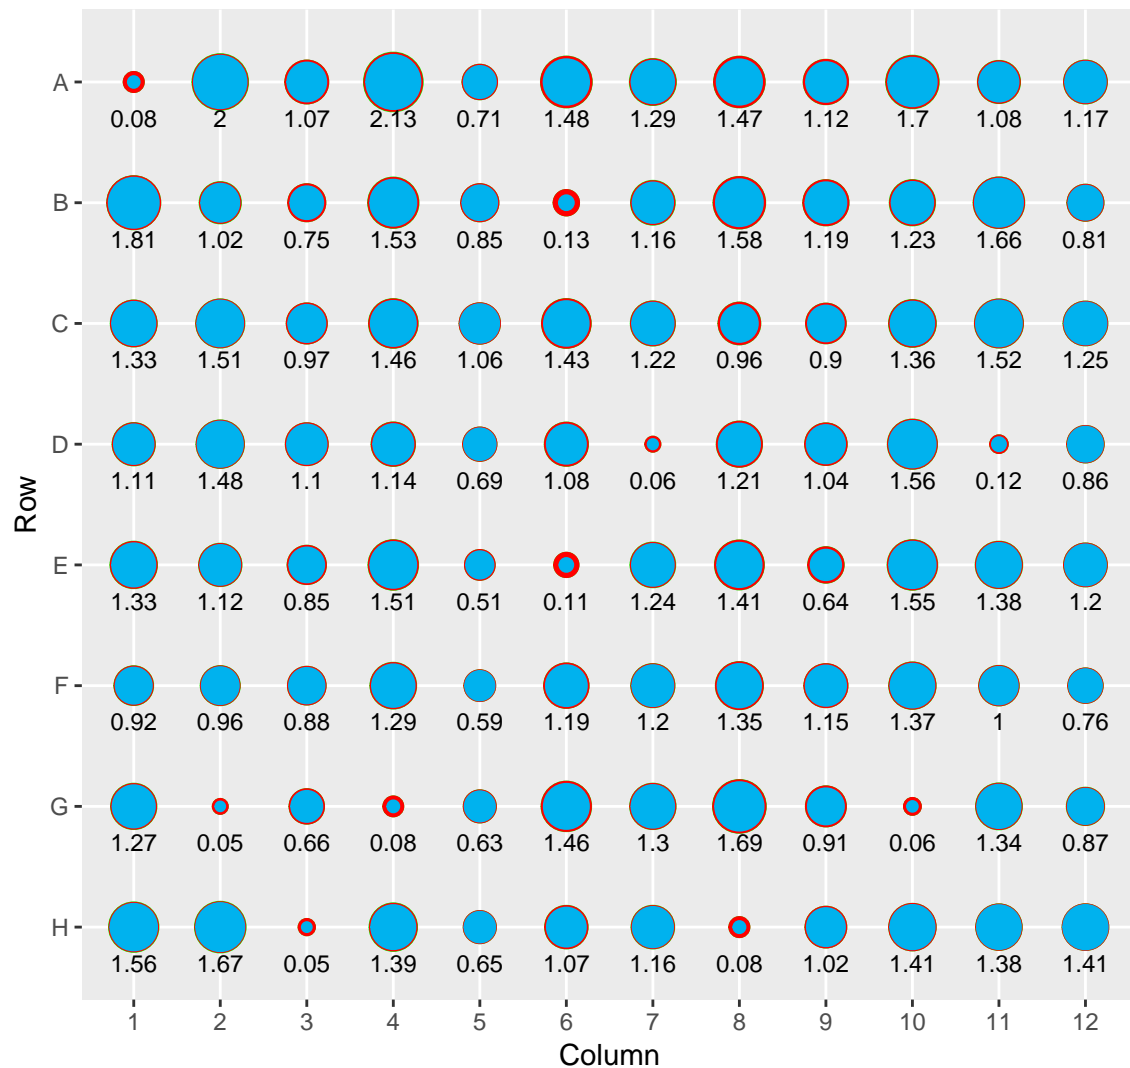 A
0.08 2 1.07 2.13 0.71 1.48 1.29 1.47 1.12 1.7 1.08 1.17
B
1.81 1.02 0.75 1.53 0.85 0.13 1.16 1.58 1.19 1.23 1.66 0.81
C
1.33 1.51 0.97 1.46 1.06 1.43 1.22 0.96 0.9 1.36 1.52 1.25
D
1.11 1.48 1.1 1.14 0.69 1.08 0.06 1.21 1.04 1.56 0.12 0.86
Row
E
1.33 1.12 0.85 1.51 0.51 0.11 1.24 1.41 0.64 1.55 1.38 1.2
F
0.92 0.96 0.88 1.29 0.59 1.19 1.2 1.35 1.15 1.37 1 0.76
G
1.27 0.05 0.66 0.08 0.63 1.46 1.3 1.69 0.91 0.06 1.34 0.87
H
1.56 1.67 0.05 1.39 0.65 1.07 1.16 0.08 1.02 1.41 1.38 1.41
1 2 3 4 5 6 7 8 9 10 11 12
Column